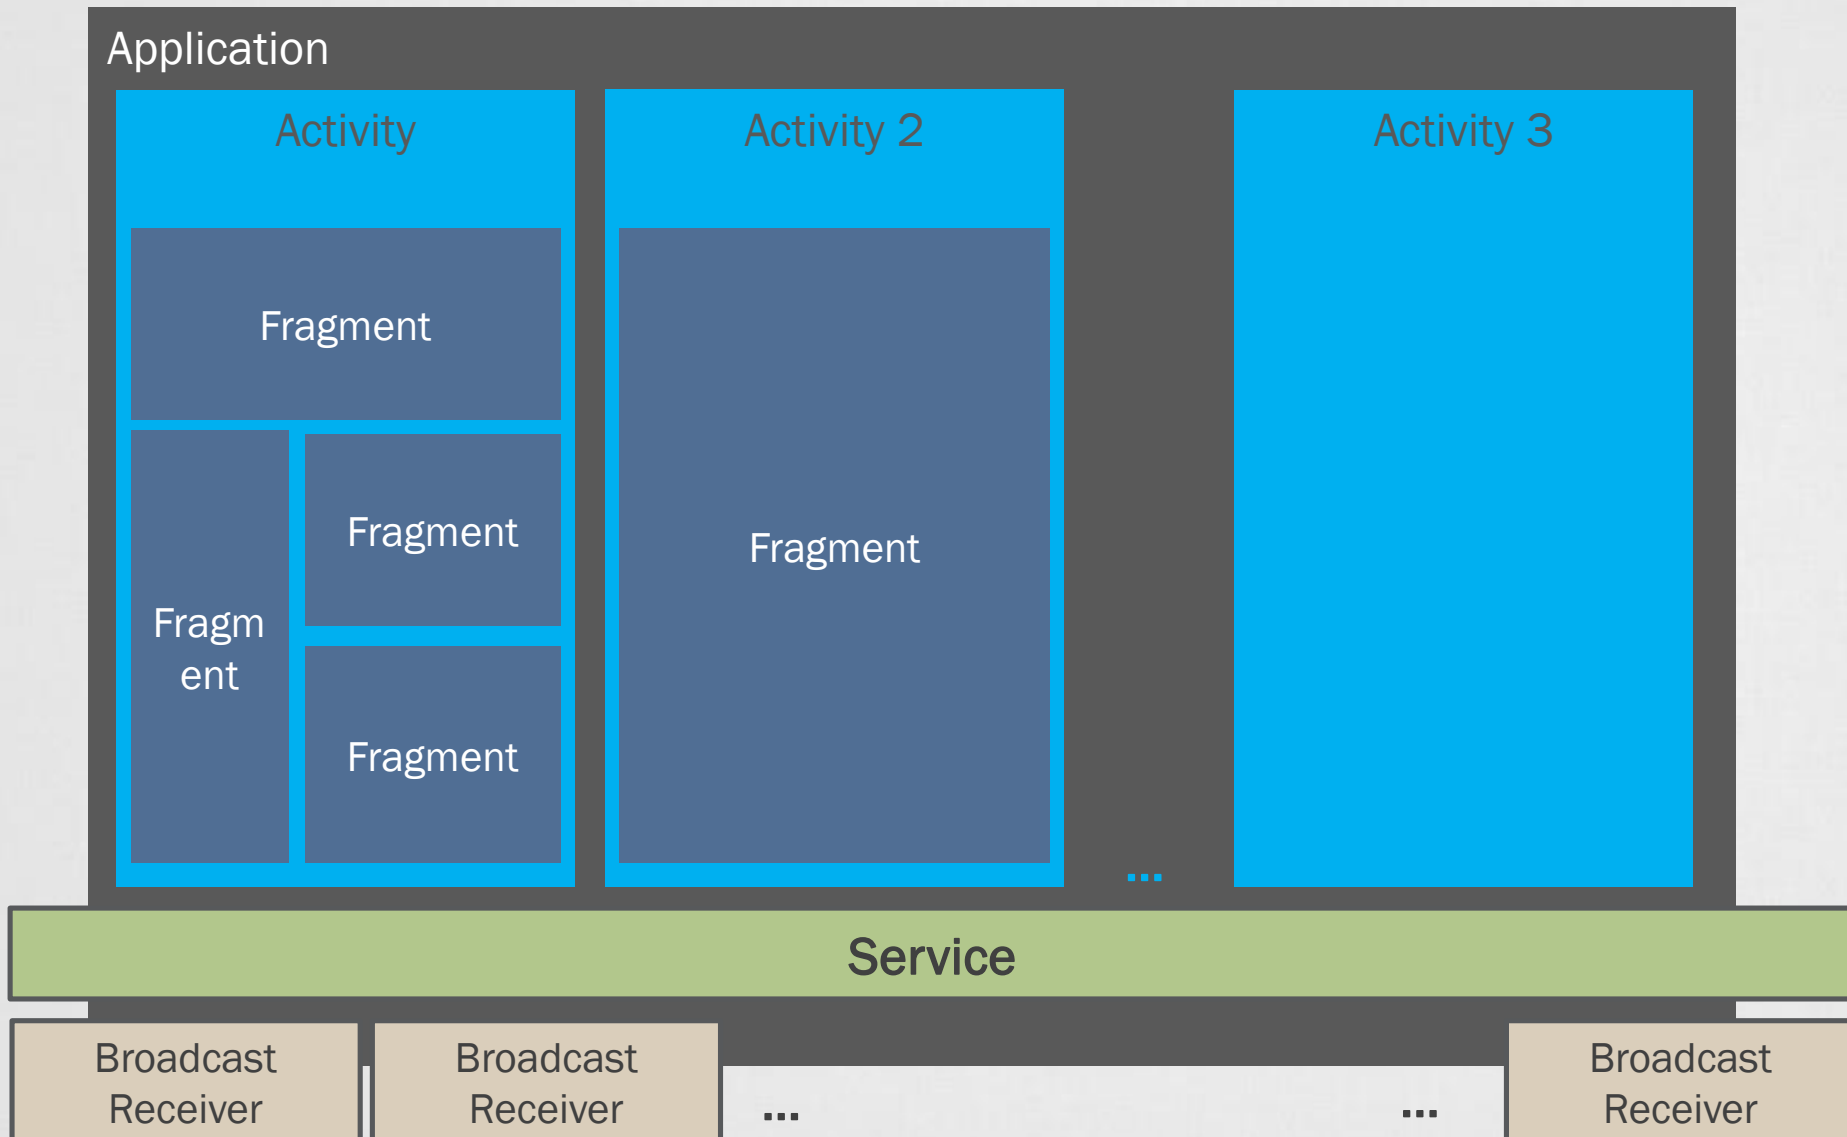 Application
Activity
Activity 2
Activity 3
Fragment
Fragment
Fragm
ent
Fragment
Fragment
...
Service
Broadcast
Receiver
Broadcast
Receiver
...
...
Broadcast
Receiver